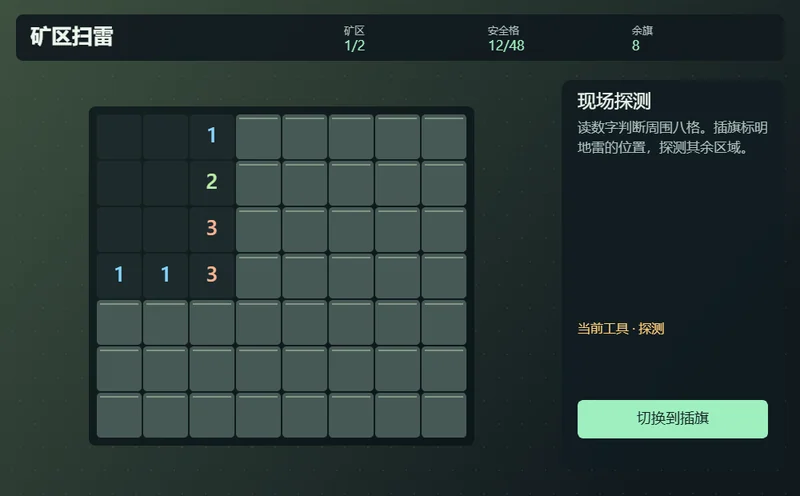 矿区扫雷
矿区
1/2
安全格
12/48
余旗
8
现场探测
读数字判断周围八格。插旗标明
地雷的位置，探测其余区域。
1
2
3
1 1 3
当前工具 · 探测
切换到插旗